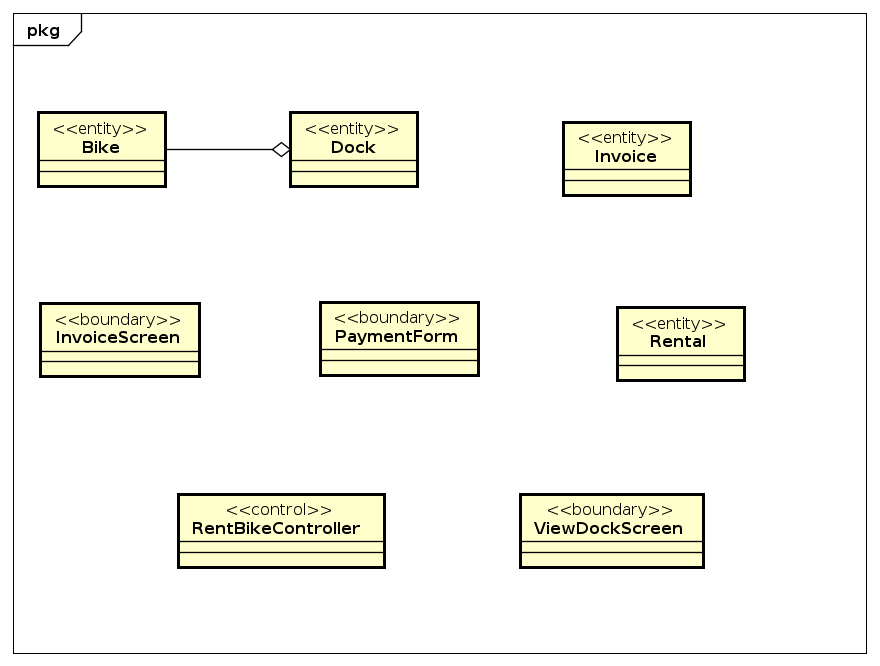 pkg
<<entity>>
Bike
<<entity>>
Dock
<<entity>>
Invoice
<<boundary>>
InvoiceScreen
<<boundary>>
PaymentForm
<<entity>>
Rental
<<control>>
RentBikeController
<<boundary>>
ViewDockScreen